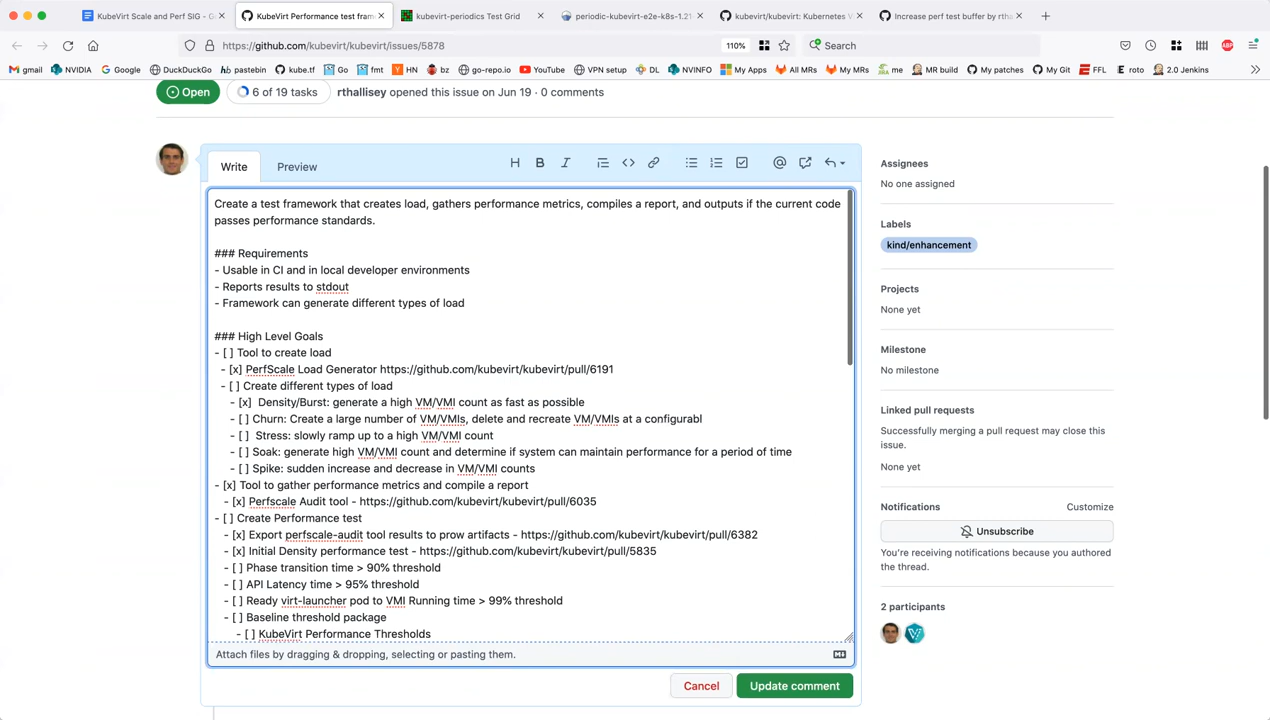 KubeVirt Scale and Perf SIG - G
KubeVirt Performance test fram
kubevirt-periodics Test Grid
periodic-kubevirt-e2e-k8s-1.21
kubevirt/kubevirt: Kubernetes V
Increase perf test buffer by rtha
https://github.com/kubevirt/kubevirt/issues/5878
110%
Search
gmail
NVIDIA
Google
DuckDuckGo
pastebin
kube.tf
Go
fmt
HN
bz
go-repo.io
YouTube
VPN setup
DL
NVINFO
My Apps
All MRs
My MRs
me
MR build
My patches
My Git
FFL
roto
2.0 Jenkins
Open
6 of 19 tasks
rthallisey opened this issue on Jun 19 · 0 comments
Write
Preview
Create a test framework that creates load, gathers performance metrics, compiles a report, and outputs if the current code
passes performance standards.
### Requirements
- Usable in CI and in local developer environments
- Reports results to stdout
- Framework can generate different types of load
### High Level Goals
- [ ] Tool to create load
- [x] PerfScale Load Generator https://github.com/kubevirt/kubevirt/pull/6191
- [ ] Create different types of load
- [x]  Density/Burst: generate a high VM/VMI count as fast as possible
- [ ] Churn: Create a large number of VM/VMIs, delete and recreate VM/VMIs at a configurabl
- [ ]  Stress: slowly ramp up to a high VM/VMI count
- [ ] Soak: generate high VM/VMI count and determine if system can maintain performance for a period of time
- [ ] Spike: sudden increase and decrease in VM/VMI counts
- [x] Tool to gather performance metrics and compile a report
- [x] Perfscale Audit tool - https://github.com/kubevirt/kubevirt/pull/6035
- [ ] Create Performance test
- [x] Export perfscale-audit tool results to prow artifacts - https://github.com/kubevirt/kubevirt/pull/6382
- [x] Initial Density performance test - https://github.com/kubevirt/kubevirt/pull/5835
- [ ] Phase transition time > 90% threshold
- [ ] API Latency time > 95% threshold
- [ ] Ready virt-launcher pod to VMI Running time > 99% threshold
- [ ] Baseline threshold package
- [ ] KubeVirt Performance Thresholds
Attach files by dragging & dropping, selecting or pasting them.
Cancel
Update comment
Assignees
No one assigned
Labels
kind/enhancement
Projects
None yet
Milestone
No milestone
Linked pull requests
Successfully merging a pull request may close this
issue.
None yet
Notifications
Customize
Unsubscribe
You're receiving notifications because you authored
the thread.
2 participants